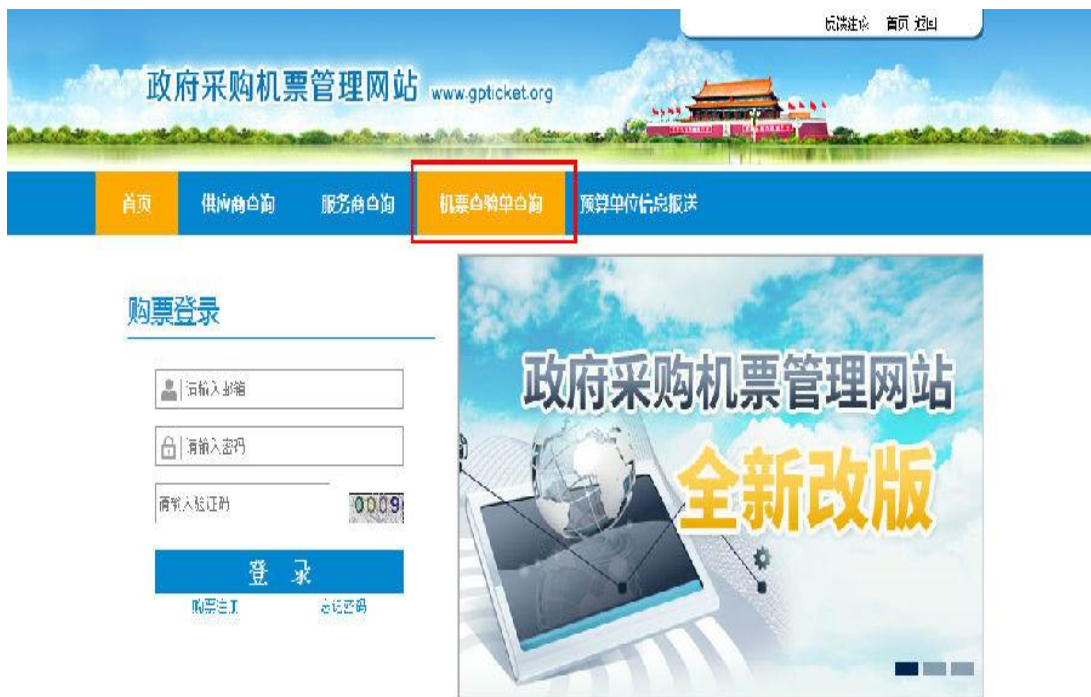 首页 返回
政府采购机票管理网站 www.gpticket.org
首页 供应商查询 服务商查询 机票查验单查询 预算单位信息报送
购票登录
请输入邮箱
请输入密码
请输入验证码 0009
登 录
购票注册 忘记密码
政府采购机票管理网站
全新改版